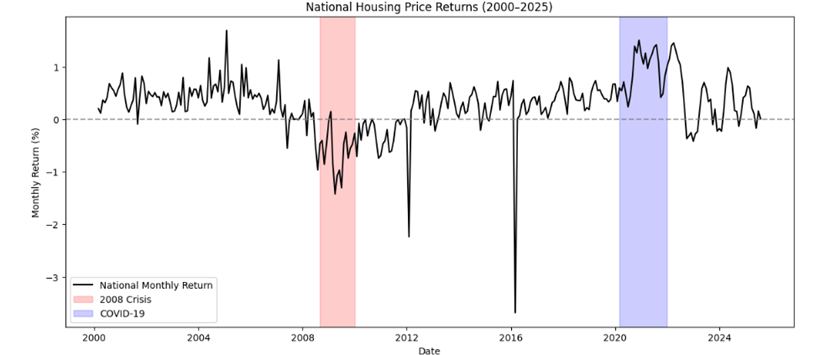 National Housing Price Returns (2000–2025)
Monthly Return (%)
1
0
−1
−2
−3
National Monthly Return
2008 Crisis
COVID-19
2000
2004
2008
2012
2016
2020
2024
Date